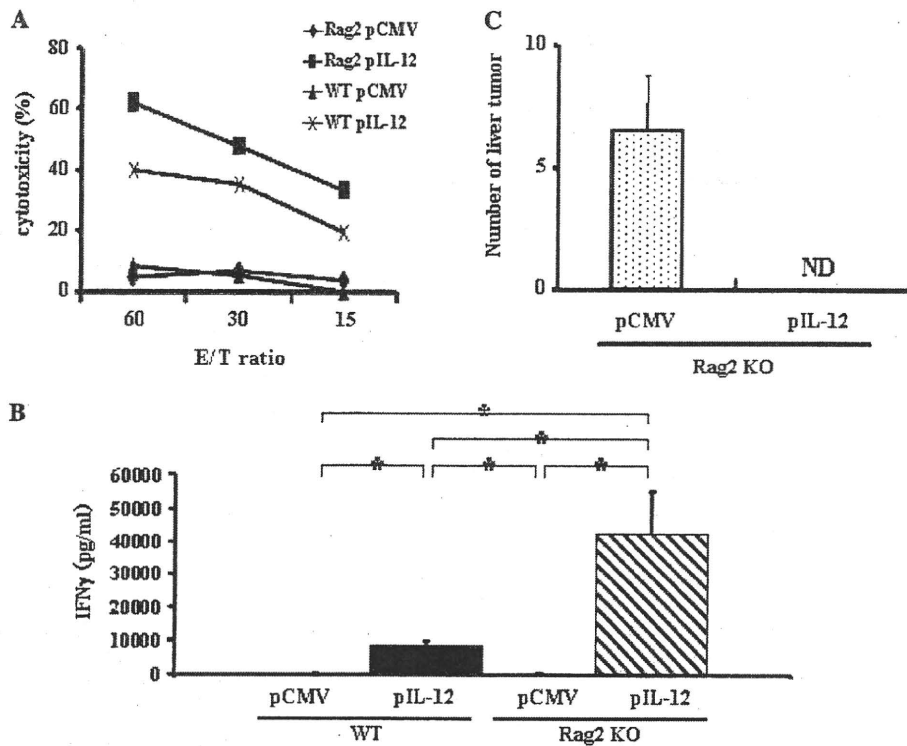 A
Rag2 pCMV
Rag2 pIL-12
WT pCMV
WT pIL-12
80
60
40
20
0
cytotoxicity (%)
60 30 15
E/T ratio
C
10
5
0
Number of liver tumor
ND
pCMV pIL-12
Rag2 KO
B
* 
*
* * *
60000
50000
40000
30000
20000
10000
0
IFNγ (pg/ml)
pCMV pIL-12 pCMV pIL-12
WT Rag2 KO